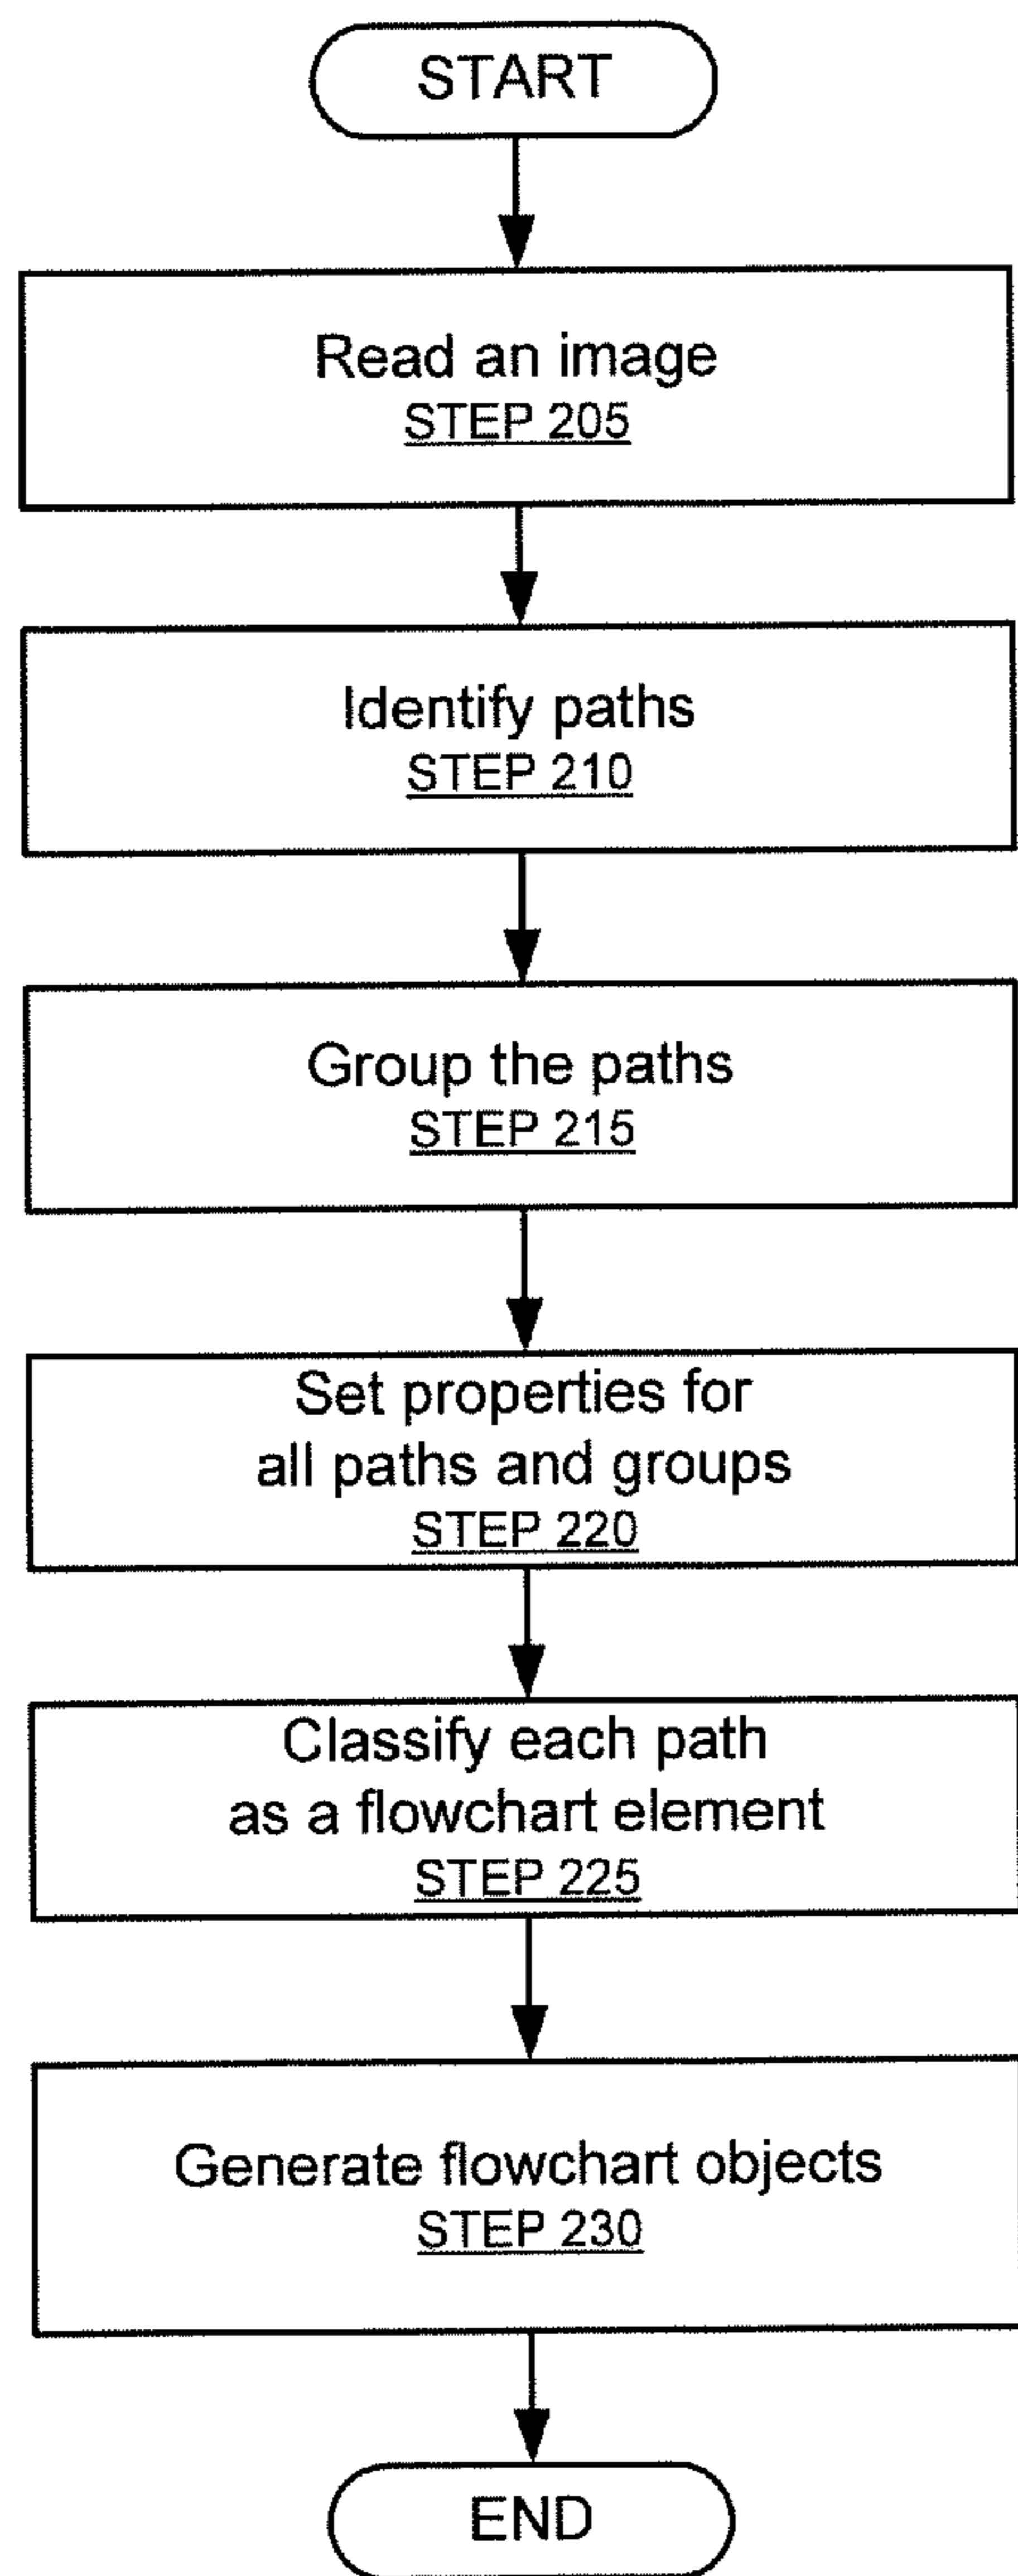 START
Read an image
STEP 205
Identify paths
STEP 210
Group the paths
STEP 215
Set properties for
all paths and groups
STEP 220
Classify each path
as a flowchart element
STEP 225
Generate flowchart objects
STEP 230
END